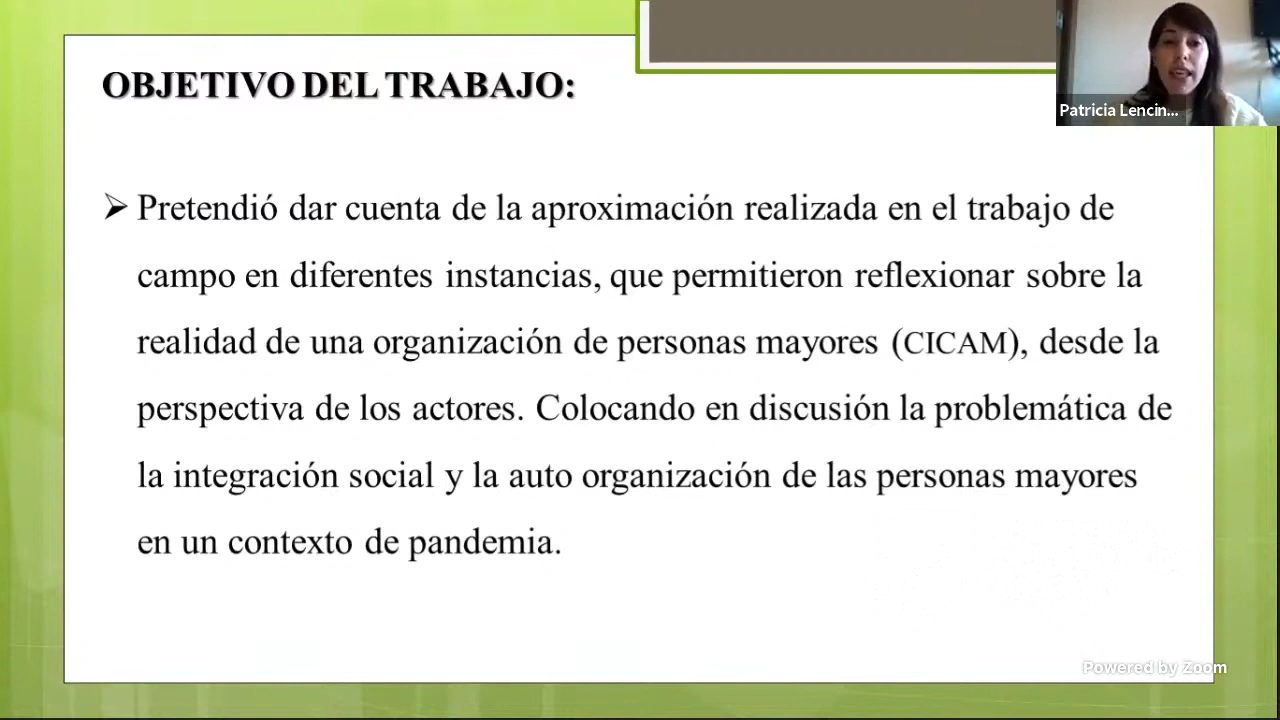 OBJETIVO DEL TRABAJO:
Patricia Lencin...
➢ Pretendió dar cuenta de la aproximación realizada en el trabajo de
campo en diferentes instancias, que permitieron reflexionar sobre la
realidad de una organización de personas mayores (CICAM), desde la
perspectiva de los actores. Colocando en discusión la problemática de
la integración social y la auto organización de las personas mayores
en un contexto de pandemia.
Powered by Zoom